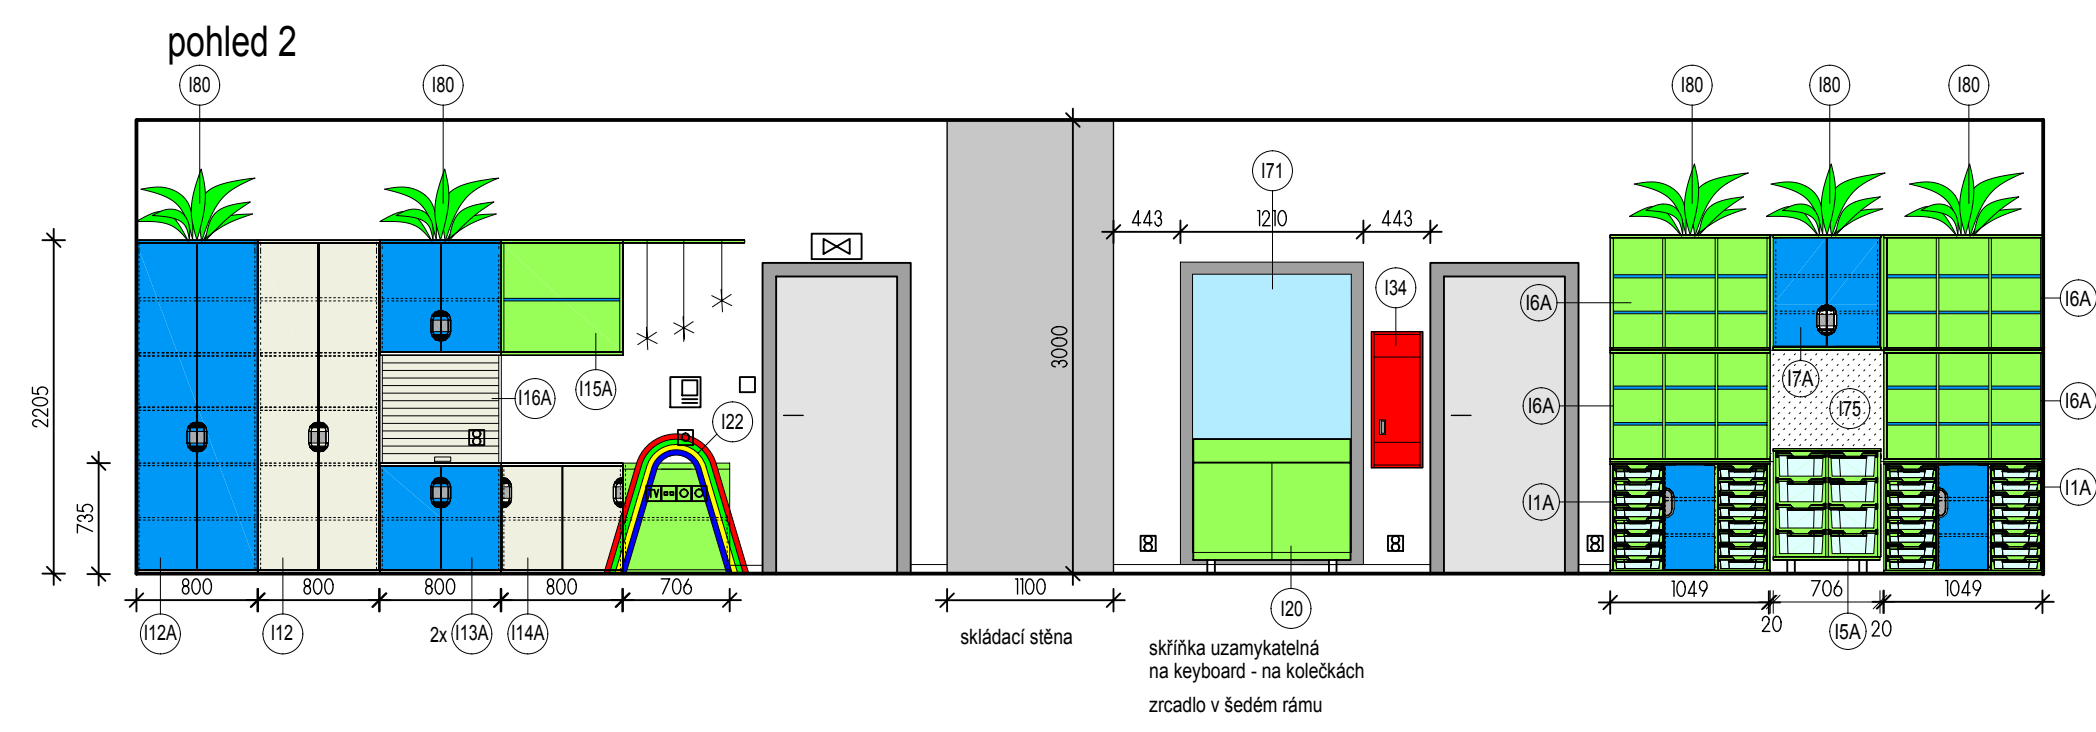 pohled 2
I80
I80
I80
I80
I80
I71
443
1210
443
I34
I6A
I6A
3000
2205
735
I16A
I15A
I22
I7A
I75
I6A
I6A
TV
I1A
I1A
800
800
800
800
706
1100
1049
706
1049
20
20
I12A
I12
2x
I13A
I14A
I20
I5A
skládací stěna
skříňka uzamykatelná
na keyboard - na kolečkách
zrcadlo v šedém rámu